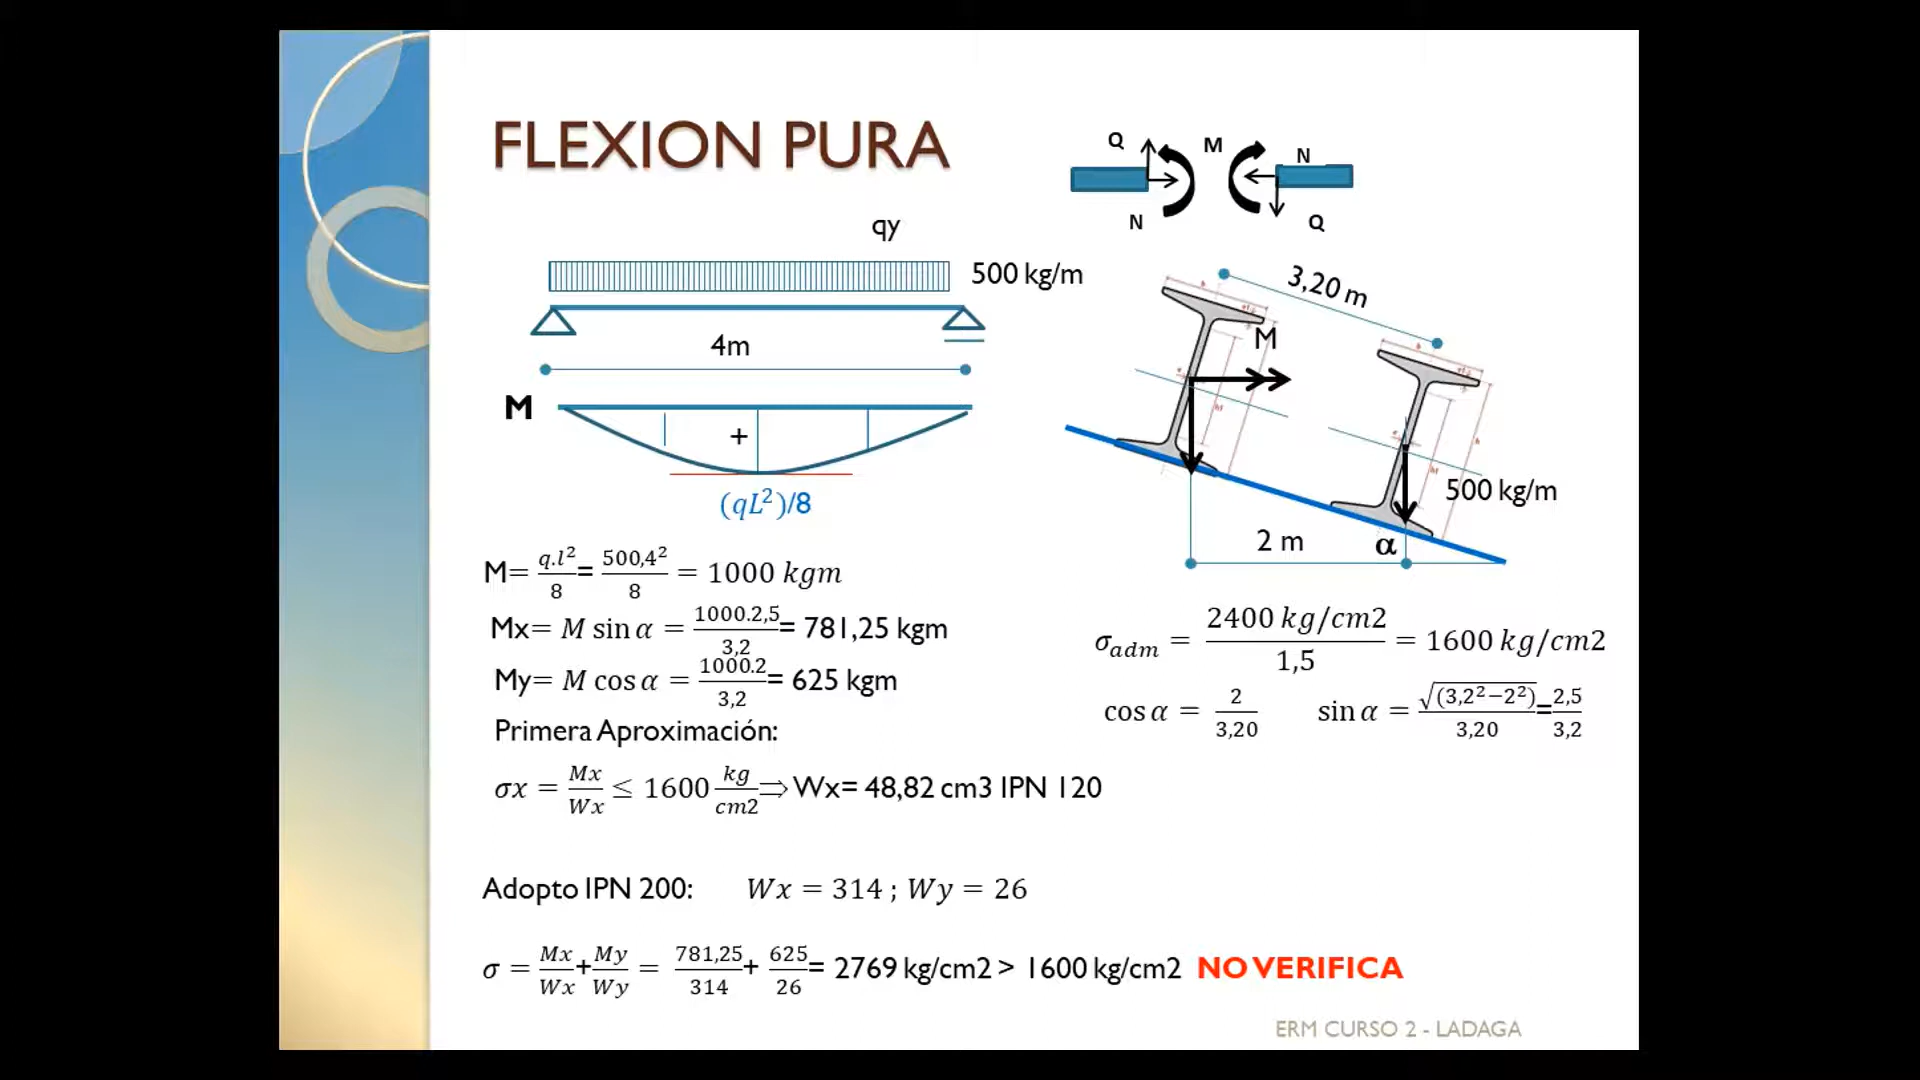 FLEXION PURA
Q M N
N Q
qy
500 kg/m
3,20 m
M
4m
M
+
(qL²)/8
500 kg/m
2 m α
M= q.l²/8 = 500,4²/8 = 1000 kgm
Mx= M sin α = 1000.2,5/3,2 = 781,25 kgm
My= M cos α = 1000.2/3,2 = 625 kgm
σadm = 2400 kg/cm2/1,5 = 1600 kg/cm2
cos α = 2/3,20 sin α = √(3,2²−2²)/3,20=2,5/3,2
Primera Aproximación:
σx = Mx/Wx ≤ 1600 kg/cm2 ⇒ Wx= 48,82 cm3 IPN 120
Adopto IPN 200: Wx = 314 ; Wy = 26
σ = Mx/Wx+My/Wy = 781,25/314+ 625/26= 2769 kg/cm2 > 1600 kg/cm2 NO VERIFICA
ERM CURSO 2 - LADAGA